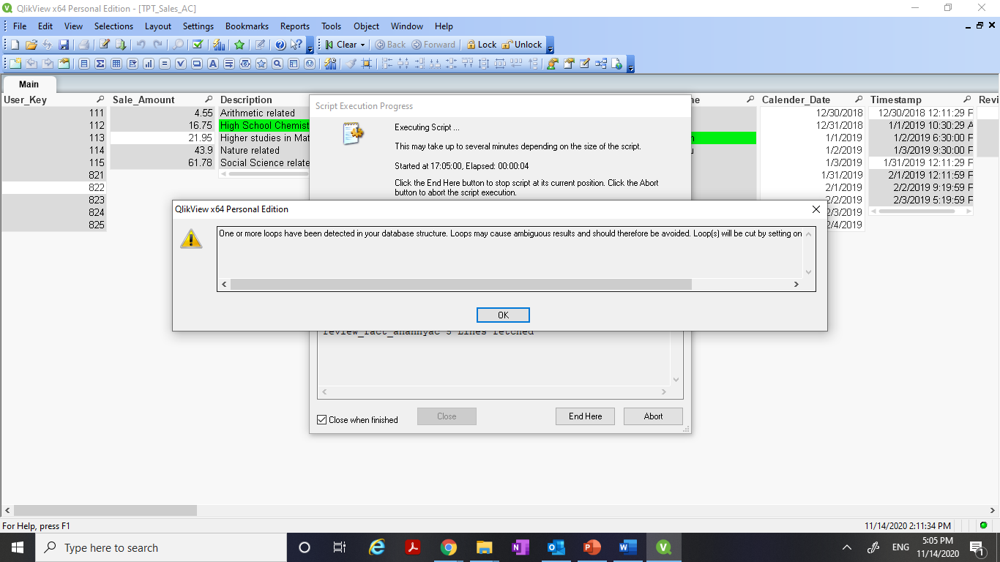 QlikView x64 Personal Edition - [TPT_Sales_AC]
File Edit View Selections Layout Settings Bookmarks Reports Tools Object Window Help
Clear Back Forward Lock Unlock
Main
User_Key Sale_Amount Description Calender_Date Timestamp
111 4.55 Arithmetic related 12/30/2018 12/30/2018 12:11:29
112 16.75 High School 12/31/2018 1/1/2019 10:30:29
113 21.95 Higher studies in 1/1/2019 1/2/2019 6:30:00
114 43.9 Nature related 1/2/2019 1/3/2019 9:30:00
115 61.78 Social Science 1/3/2019 1/31/2019 12:11:29
821 1/31/2019 2/1/2019 12:11:59
822 2/1/2019 2/2/2019 9:19:59
823 2/2/2019 2/3/2019 5:19:59
824
825
Script Execution Progress
Executing Script ...
This may take up to several minutes depending on the size of the script.
Started at 17:05:00, Elapsed: 00:00:04
Click the End Here button to stop script at its current position. Click the Abort
button to abort the script execution.
QlikView x64 Personal Edition
One or more loops have been detected in your database structure. Loops may cause ambiguous results and should therefore be avoided. Loop(s) will be cut by setting on
OK
review_fact_anannyac 5 Lines fetched
Close when finished Close End Here Abort
For Help, press F1 11/14/2020 2:11:34 PM
Type here to search ENG 5:05 PM
11/14/2020
1